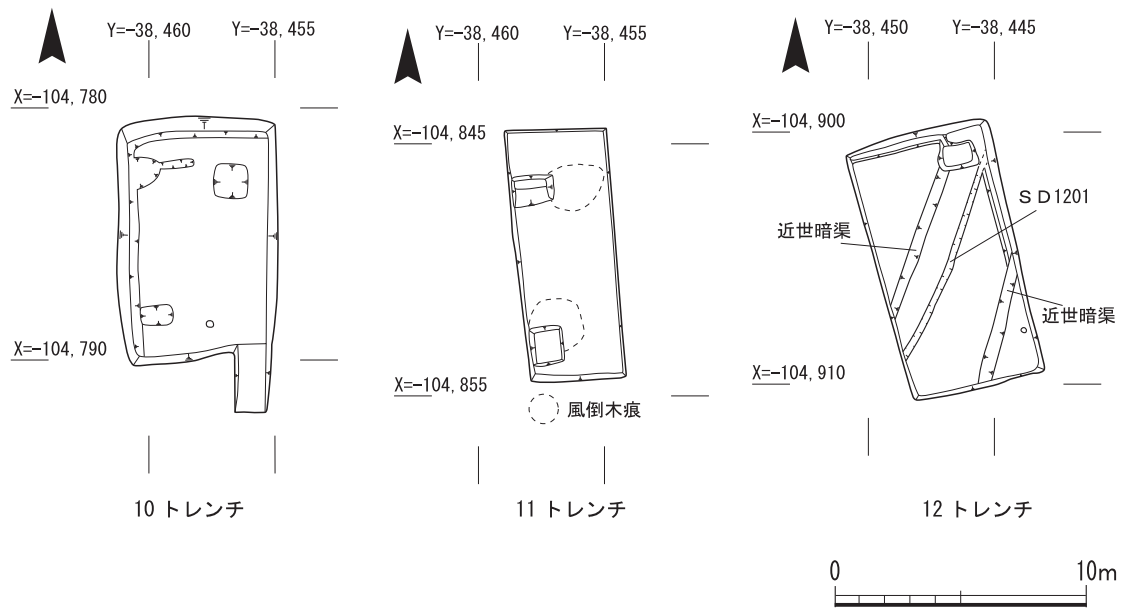 Y=-38,460 Y=-38,455
X=-104,780
X=-104,790
10 トレンチ
Y=-38,460 Y=-38,455
X=-104,845
X=-104,855
風倒木痕
11 トレンチ
Y=-38,450 Y=-38,445
X=-104,900
ＳＤ1201
近世暗渠
近世暗渠
X=-104,910
12 トレンチ
0 10m